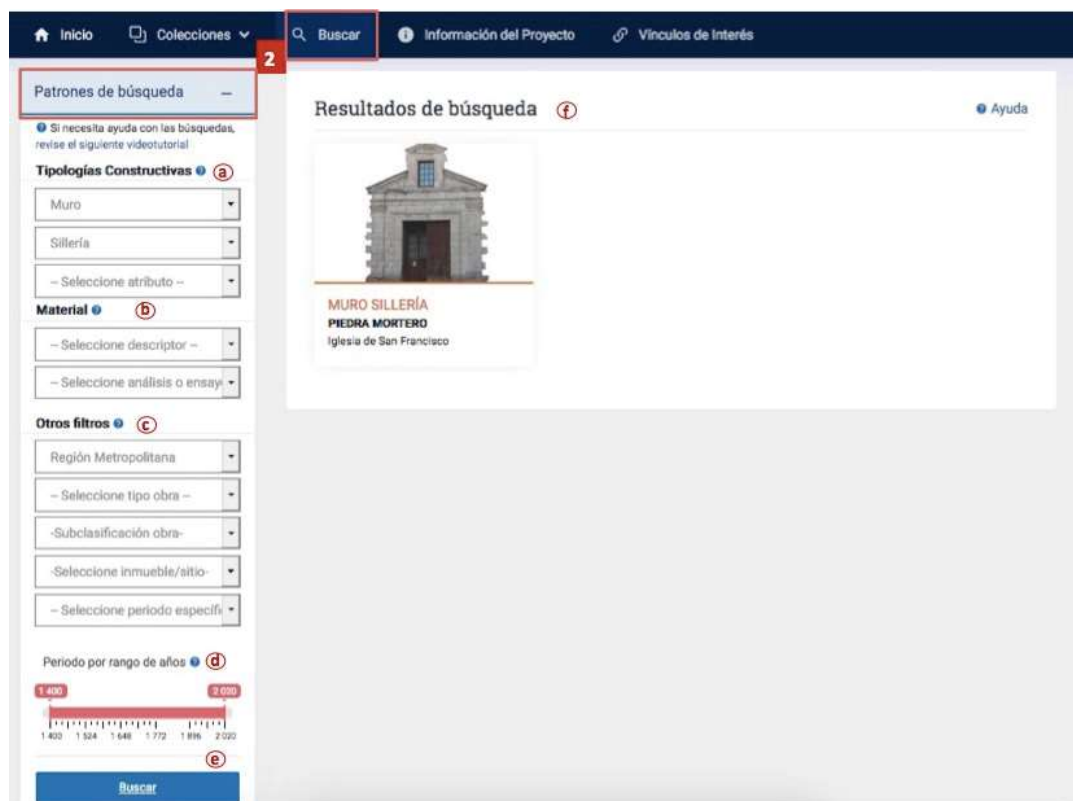 Inicio Colecciones Buscar Información del Proyecto Vínculos de Interés
2
Patrones de búsqueda –
Si necesita ayuda con las búsquedas,
revise el siguiente videotutorial
Tipologías Constructivas a
Muro
Sillería
-- Seleccione atributo --
Material b
-- Seleccione descriptor --
-- Seleccione análisis o ensay
Otros filtros c
Región Metropolitana
-- Seleccione tipo obra --
-Subclasificación obra-
-Seleccione inmueble/sitio-
-- Seleccione periodo específi
Periodo por rango de años d
1 400 2 020
1 400 1 524 1 648 1 772 1 896 2 020
e
Buscar
Resultados de búsqueda f
Ayuda
MURO SILLERÍA
PIEDRA MORTERO
Iglesia de San Francisco